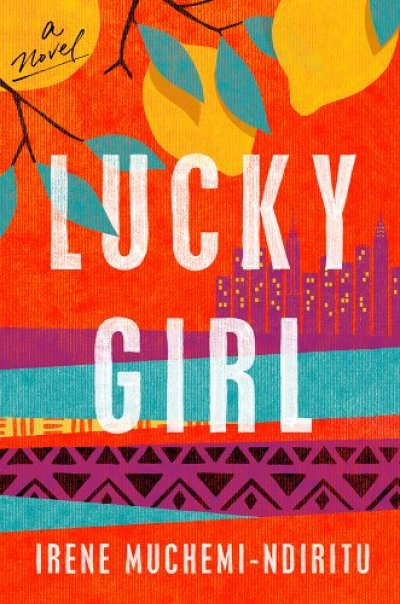 a
novel
LUCKY
GIRL
IRENE MUCHEMI-NDIRITU